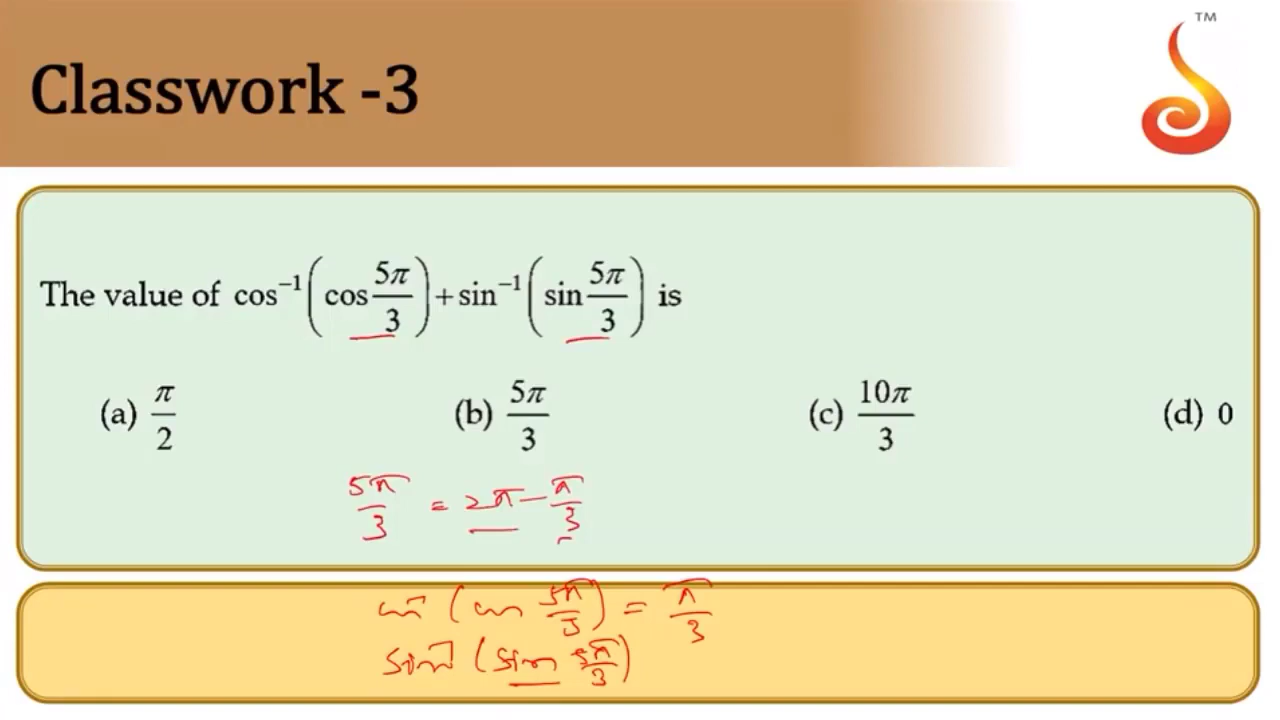 TM
Classwork -3
The value of cos⁻¹(cos 5π/3) + sin⁻¹(sin 5π/3) is
(a) π/2 (b) 5π/3 (c) 10π/3 (d) 0
5π/3 = 2π - π/3
cos⁻¹ (cos 5π/3) = π/3
sin⁻¹ (sin 5π/3)